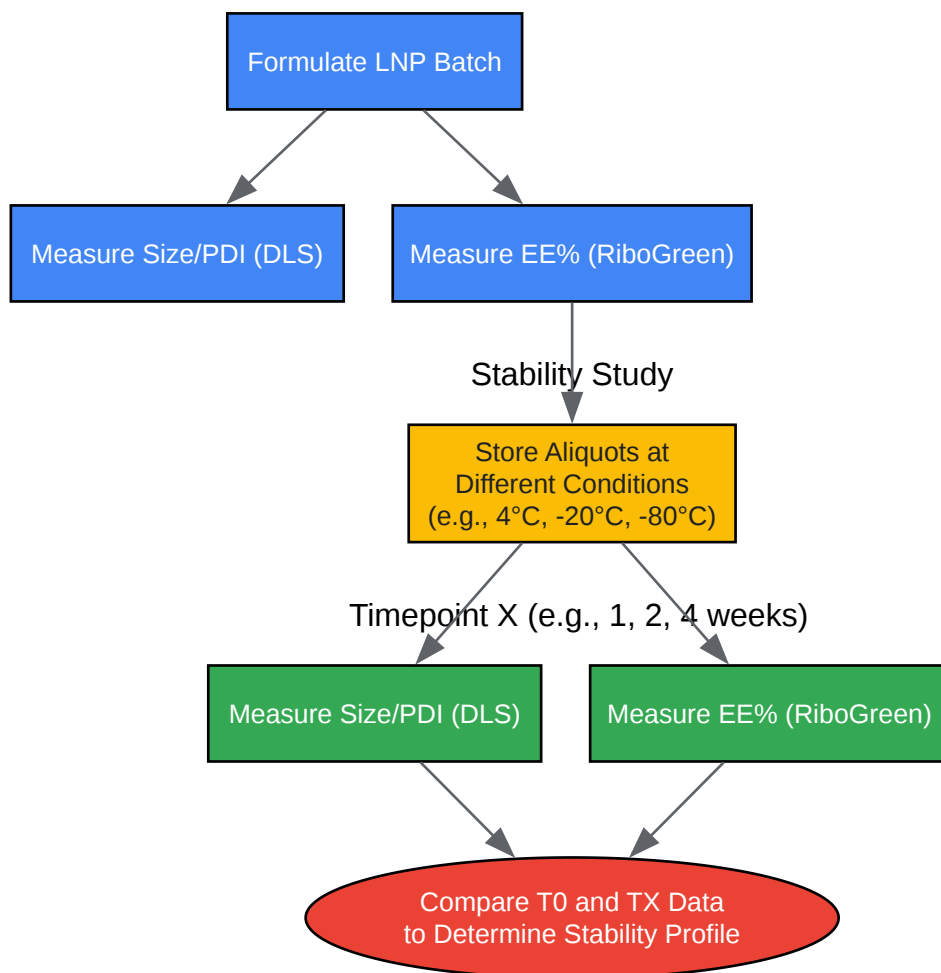 Formulate LNP Batch
Measure Size/PDI (DLS)
Measure EE% (RiboGreen)
Stability Study
Store Aliquots at
Different Conditions
(e.g., 4°C, -20°C, -80°C)
Timepoint X (e.g., 1, 2, 4 weeks)
Measure Size/PDI (DLS)
Measure EE% (RiboGreen)
Compare T0 and TX Data
to Determine Stability Profile